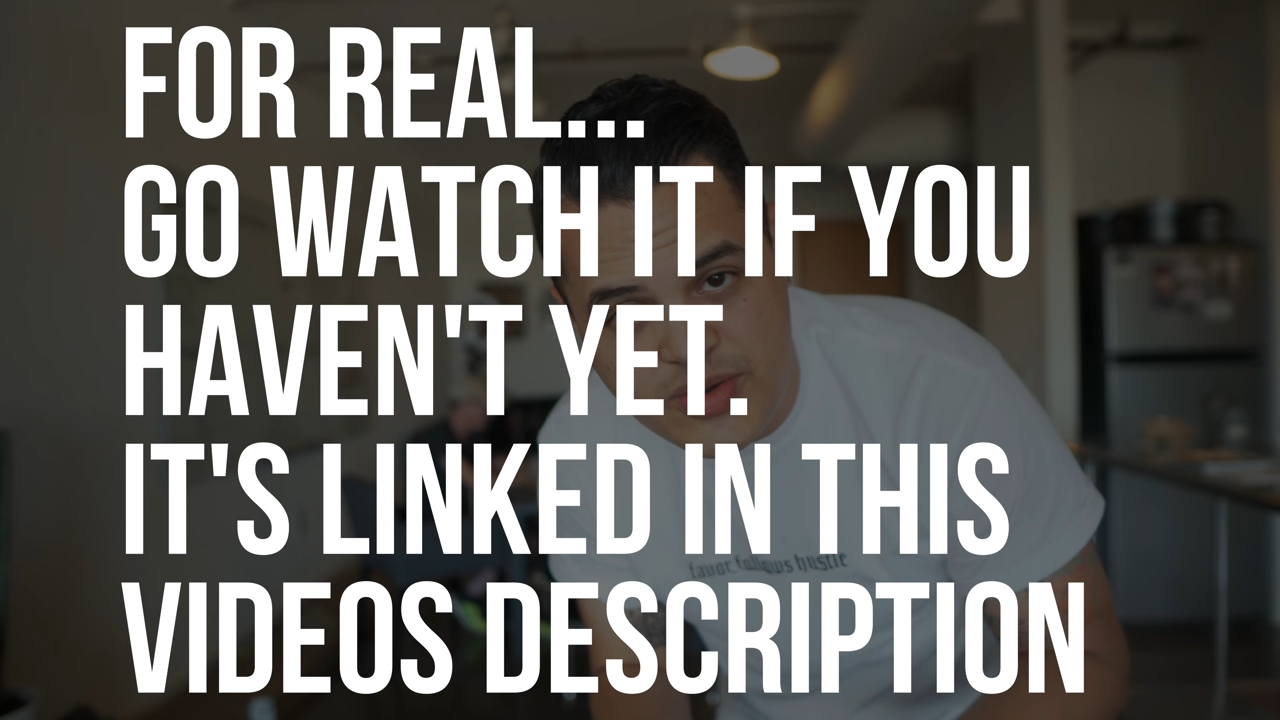 FOR REAL...
GO WATCH IT IF YOU
HAVEN'T YET.
IT'S LINKED IN THIS
VIDEOS DESCRIPTION
favor follows hustle